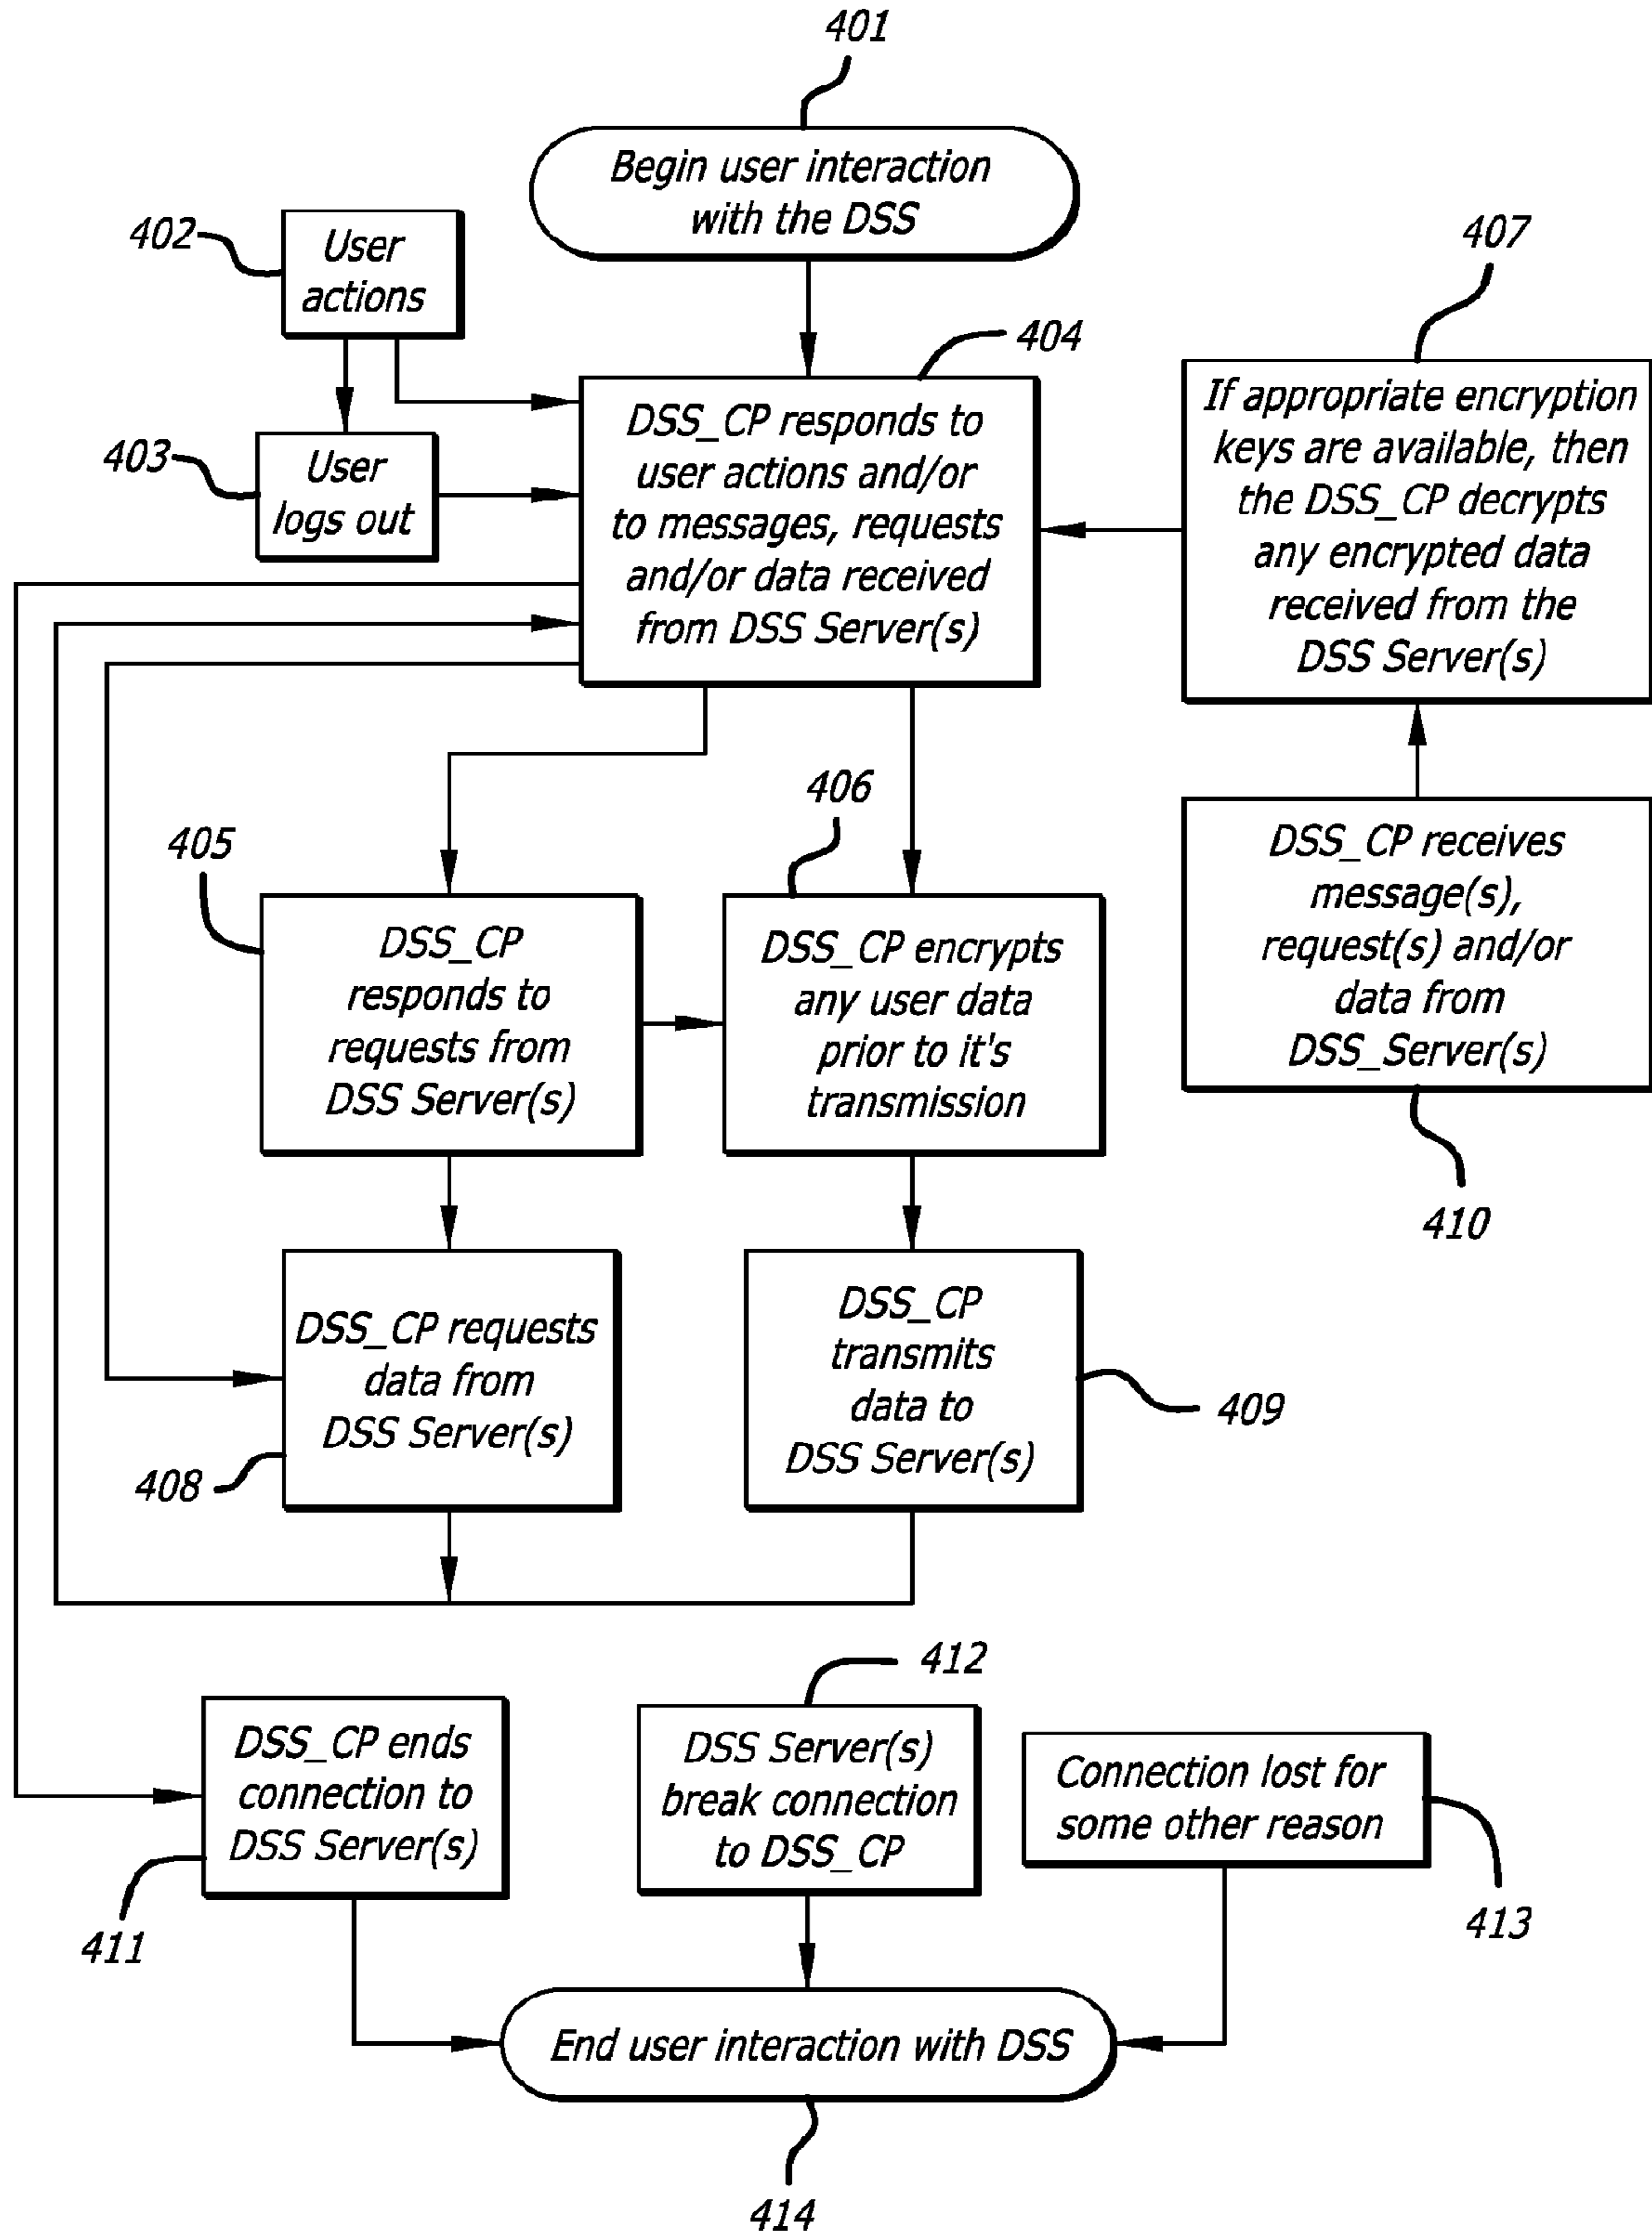 401
Begin user interaction
with the DSS
402
User
actions
407
404
403
User
logs out
DSS_CP responds to
user actions and/or
to messages, requests
and/or data received
from DSS Server(s)
If appropriate encryption
keys are available, then
the DSS_CP decrypts
any encrypted data
received from the
DSS Server(s)
405
DSS_CP
responds to
requests from
DSS Server(s)
406
DSS_CP encrypts
any user data
prior to it's
transmission
DSS_CP receives
message(s),
request(s) and/or
data from
DSS_Server(s)
410
DSS_CP requests
data from
DSS Server(s)
408
DSS_CP
transmits
data to
DSS Server(s)
409
412
DSS_CP ends
connection to
DSS Server(s)
411
DSS Server(s)
break connection
to DSS_CP
Connection lost for
some other reason
413
End user interaction with DSS
414